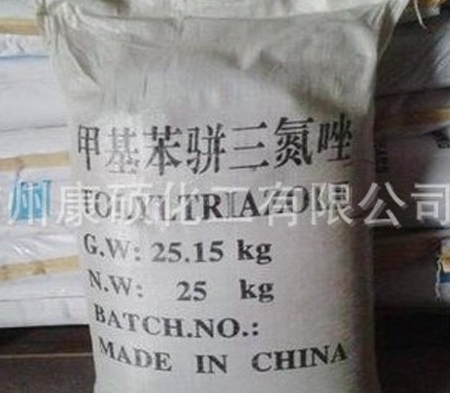 甲基苯骈三氮唑
州康硕化工有限公司
TOLYLTRIAZOLE
G.W: 25.15 kg
N.W: 25 kg
BATCH.NO.:
MADE IN CHINA